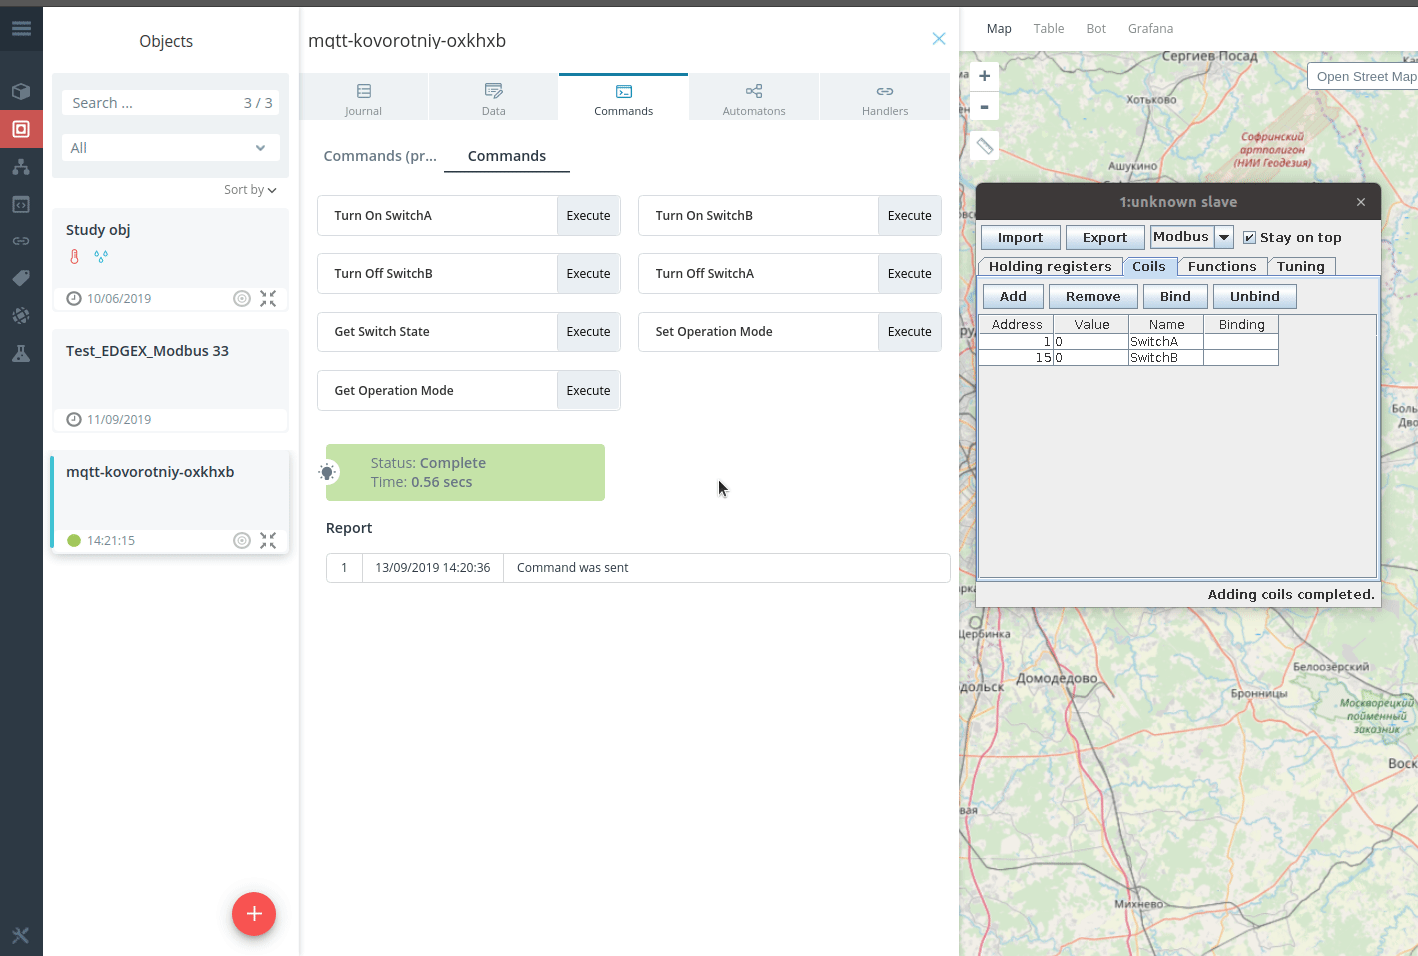 Objects
Search ...
3 / 3
All
Sort by
Study obj
10/06/2019
Test_EDGEX_Modbus 33
11/09/2019
mqtt-kovorotniy-oxkhxb
14:21:15
mqtt-kovorotniy-oxkhxb
Journal
Data
Commands
Automatons
Handlers
Commands (pr...
Commands
Turn On SwitchA
Execute
Turn On SwitchB
Execute
Turn Off SwitchB
Execute
Turn Off SwitchA
Execute
Get Switch State
Execute
Set Operation Mode
Execute
Get Operation Mode
Execute
Status: Complete
Time: 0.56 secs
Report
1 13/09/2019 14:20:36 Command was sent
Map Table Bot Grafana
Open Street Map
Сергиев Посад
Хотьково
Софринский
артполигон
(НИИ Геодезия)
Ашукино
1:unknown slave
Import Export Modbus Stay on top
Holding registers Coils Functions Tuning
Add Remove Bind Unbind
Address Value Name Binding
1 0 SwitchA
15 0 SwitchB
Adding coils completed.
Щербинка
Белоозёрский
Домодедово
дольск
Бронницы
Москворецкий
пойменный
заказник
Воск
вая
Михнево